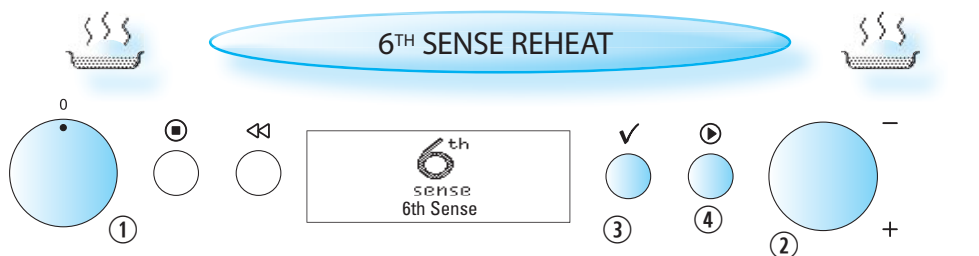 6TH SENSE REHEAT
0
6th
sense
6th Sense
−
+
①
③
④
②